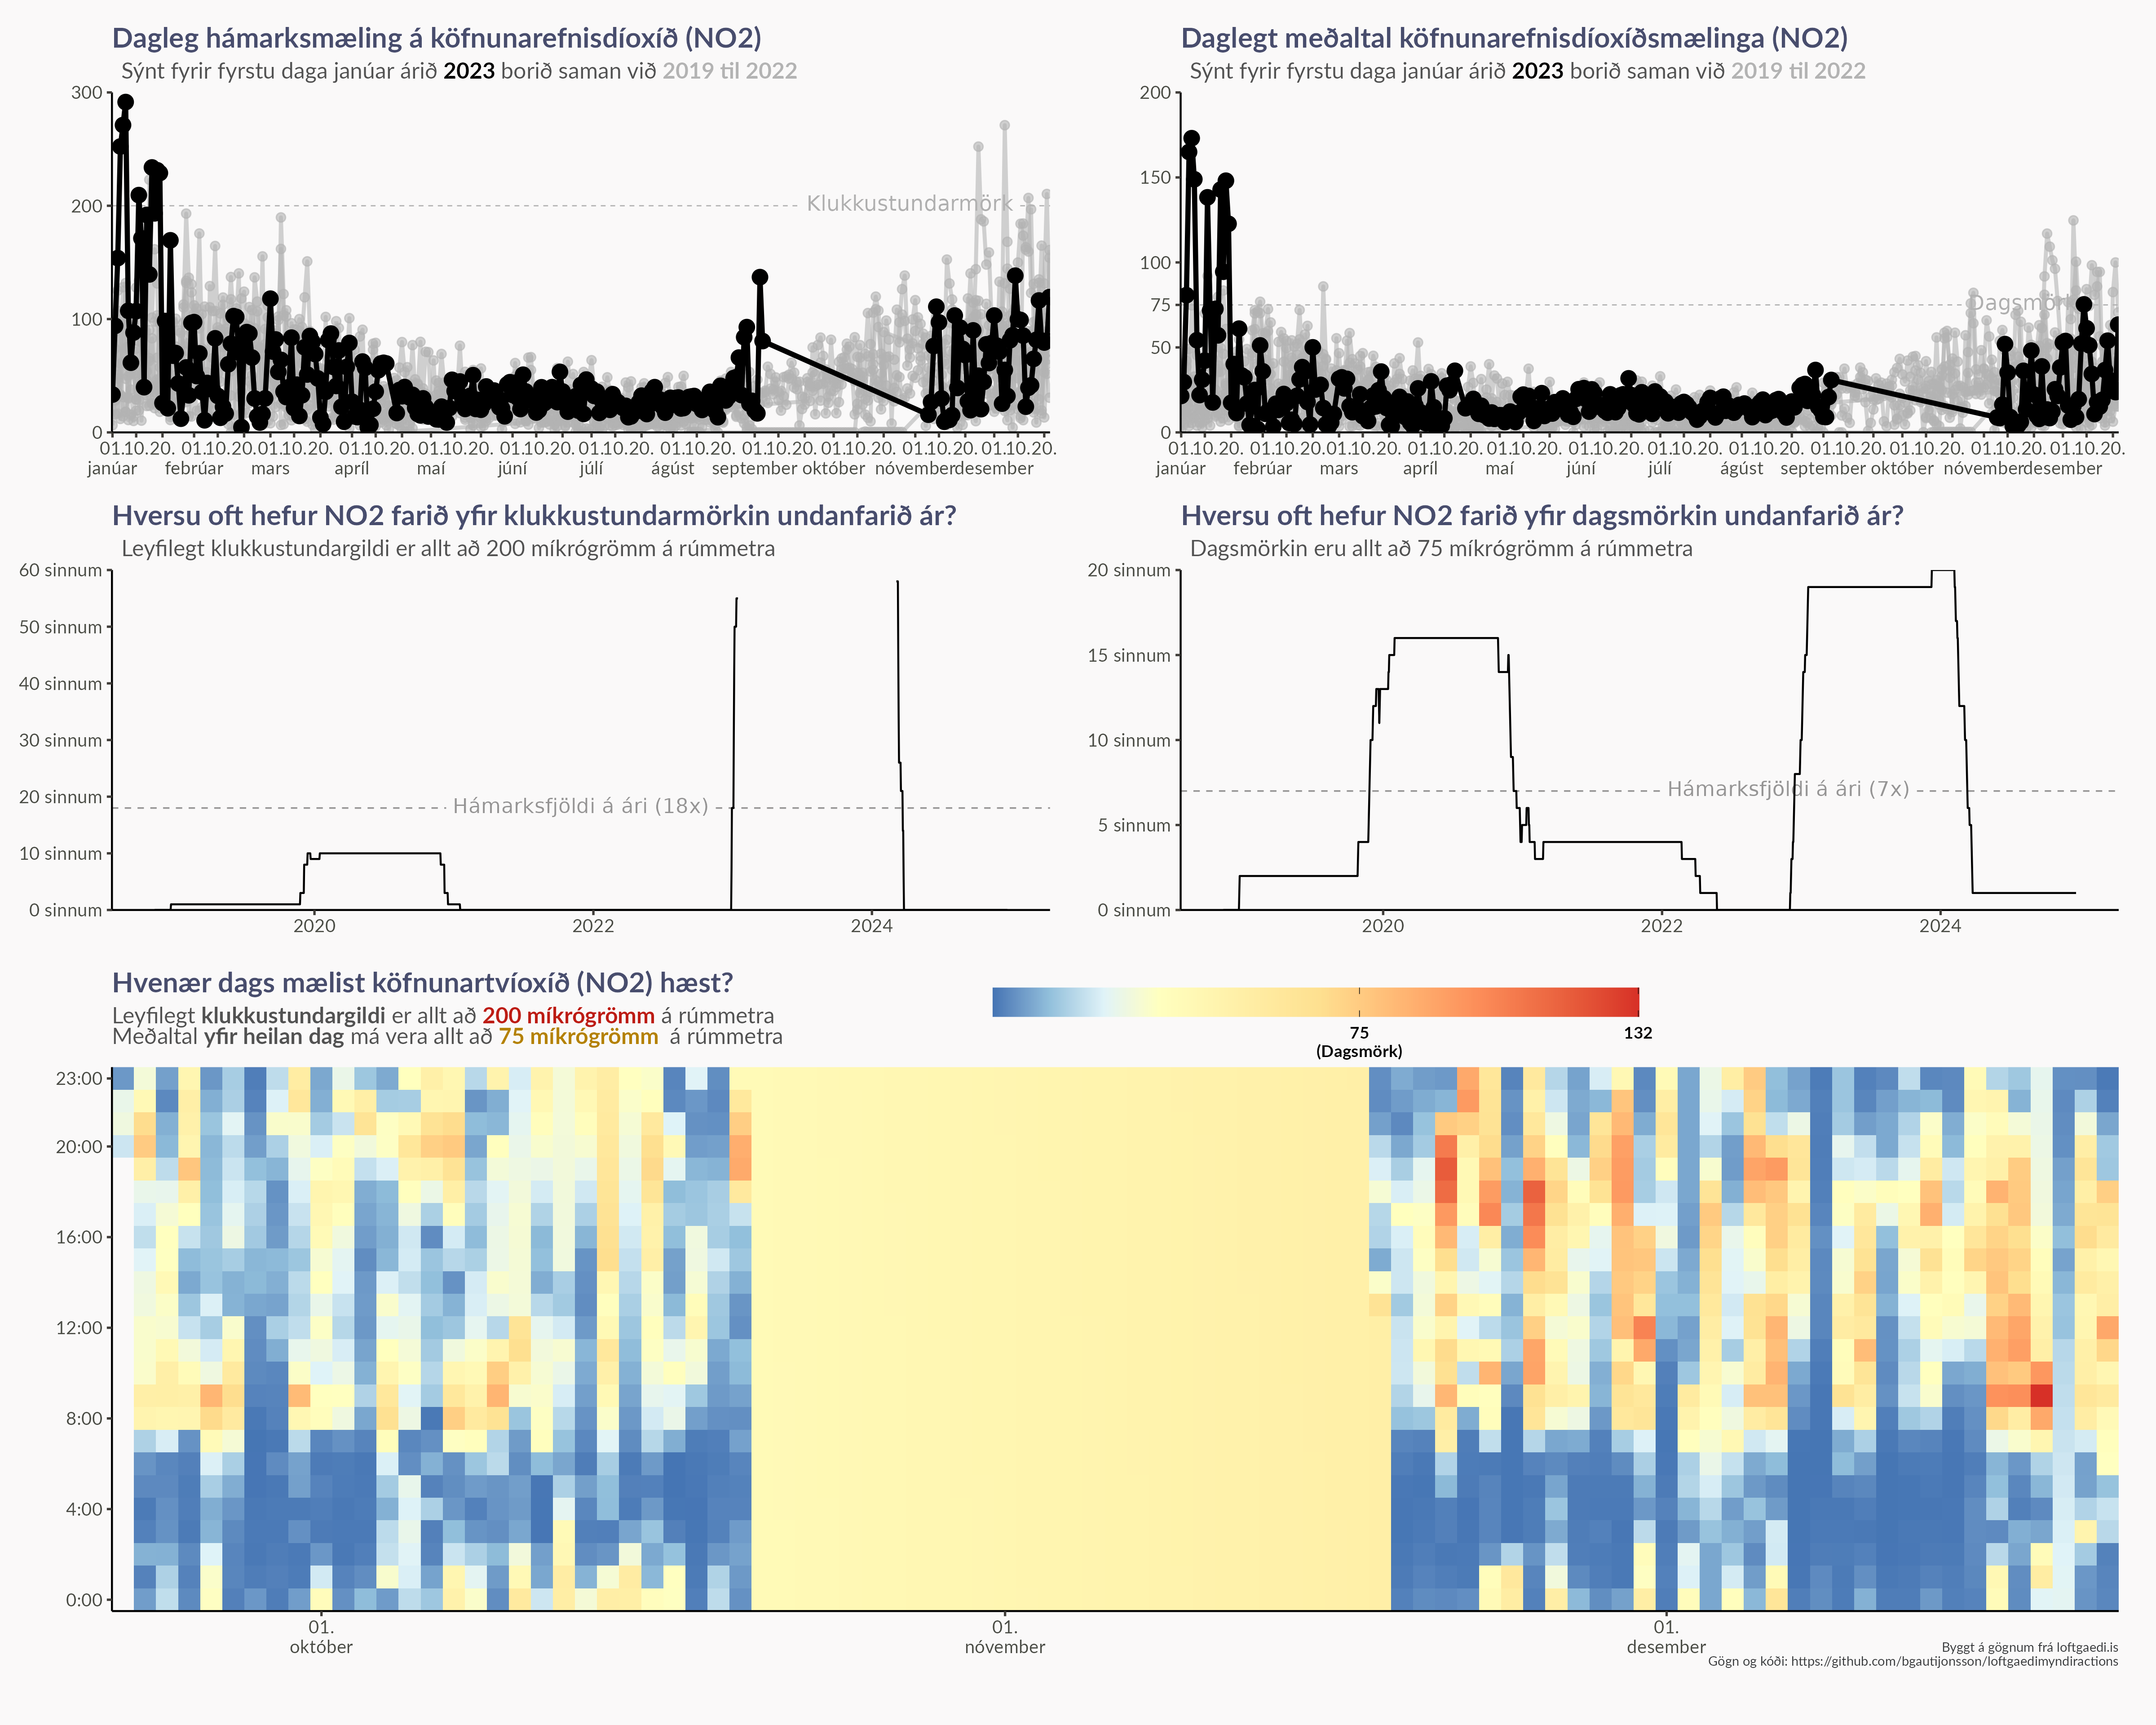 Dagleg hámarksmæling á köfnunarefnisdíoxíð (NO2)
Sýnt fyrir fyrstu daga janúar árið 2023 borið saman við 2019 til 2022
300
200
100
0
Klukkustundarmörk
01.10.20. 01.10.20. 01.10.20. 01.10.20. 01.10.20. 01.10.20. 01.10.20. 01.10.20. 01.10.20. 01.10.20. 01.10.20. 01.10.20.
janúar febrúar mars apríl maí júní júlí ágúst september október nóvember desember
Daglegt meðaltal köfnunarefnisdíoxíðsmælinga (NO2)
Sýnt fyrir fyrstu daga janúar árið 2023 borið saman við 2019 til 2022
200
150
100
75
50
0
Dagsmörk
01.10.20. 01.10.20. 01.10.20. 01.10.20. 01.10.20. 01.10.20. 01.10.20. 01.10.20. 01.10.20. 01.10.20. 01.10.20. 01.10.20.
janúar febrúar mars apríl maí júní júlí ágúst september október nóvember desember
Hversu oft hefur NO2 farið yfir klukkustundarmörkin undanfarið ár?
Leyfilegt klukkustundargildi er allt að 200 míkrógrömm á rúmmetra
60 sinnum
50 sinnum
40 sinnum
30 sinnum
20 sinnum
10 sinnum
0 sinnum
Hámarksfjöldi á ári (18x)
2020 2022 2024
Hversu oft hefur NO2 farið yfir dagsmörkin undanfarið ár?
Dagsmörkin eru allt að 75 míkrógrömm á rúmmetra
20 sinnum
15 sinnum
10 sinnum
5 sinnum
0 sinnum
Hámarksfjöldi á ári (7x)
2020 2022 2024
Hvenær dags mælist köfnunartvíoxíð (NO2) hæst?
Leyfilegt klukkustundargildi er allt að 200 míkrógrömm á rúmmetra
Meðaltal yfir heilan dag má vera allt að 75 míkrógrömm á rúmmetra
75 132
(Dagsmörk)
23:00
20:00
16:00
12:00
8:00
4:00
0:00
01. 01. 01.
október nóvember desember
Byggt á gögnum frá loftgaedi.is
Gögn og kóði: https://github.com/bgautijonsson/loftgaedimyndiractions